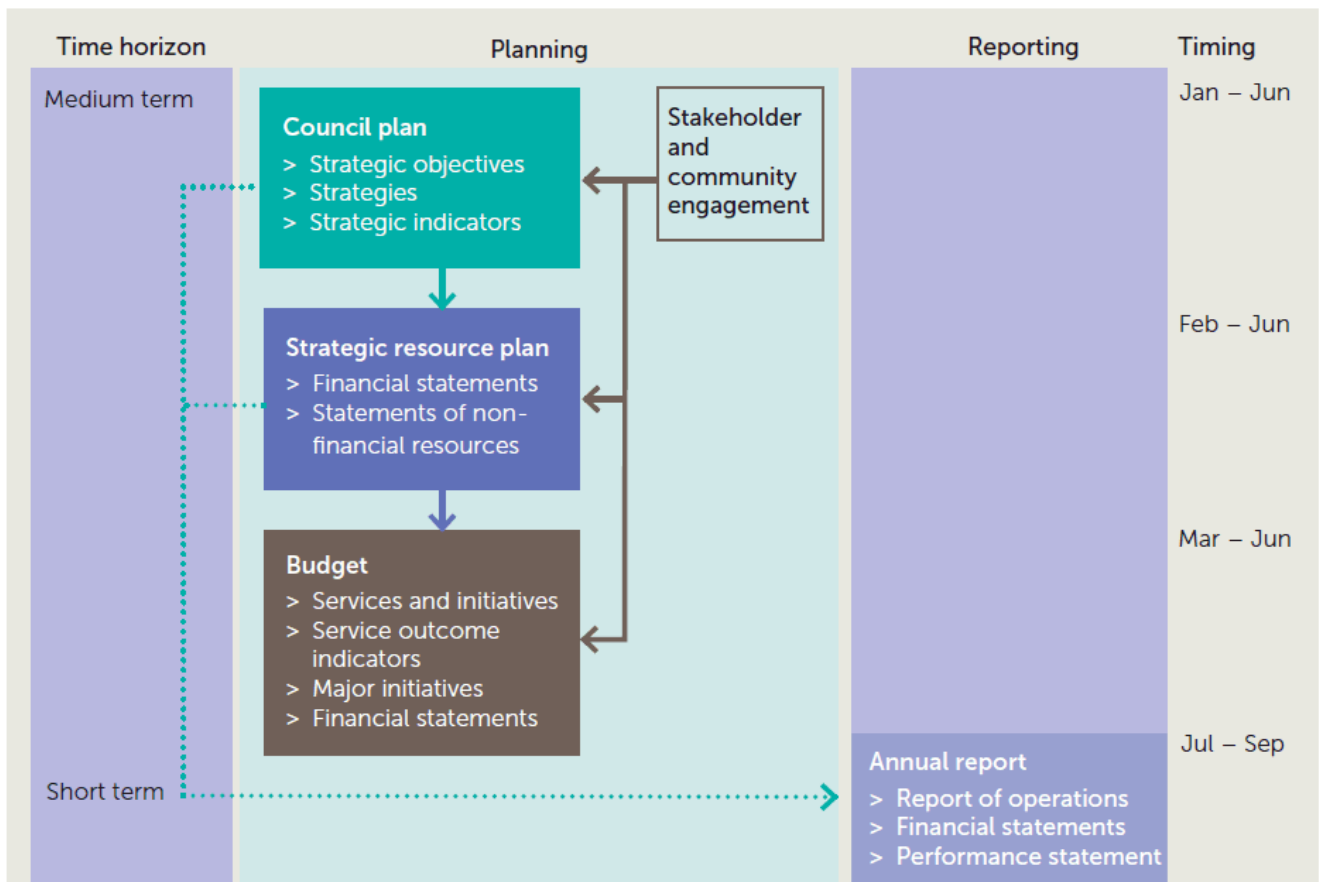 Time horizon
Planning
Reporting
Timing
Medium term
Jan – Jun
Council plan
> Strategic objectives
> Strategies
> Strategic indicators
Stakeholder
and
community
engagement
Feb – Jun
Strategic resource plan
> Financial statements
> Statements of non-
financial resources
Mar – Jun
Budget
> Services and initiatives
> Service outcome
indicators
> Major initiatives
> Financial statements
Jul – Sep
Short term
Annual report
> Report of operations
> Financial statements
> Performance statement